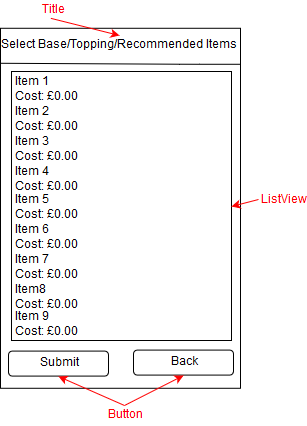 Title
Select Base/Topping/Recommended Items
Item 1
Cost: £0.00
Item 2
Cost: £0.00
Item 3
Cost: £0.00
Item 4
Cost: £0.00
Item 5
Cost: £0.00
Item 6
Cost: £0.00
Item 7
Cost: £0.00
Item8
Cost: £0.00
Item 9
Cost: £0.00
ListView
Submit
Back
Button